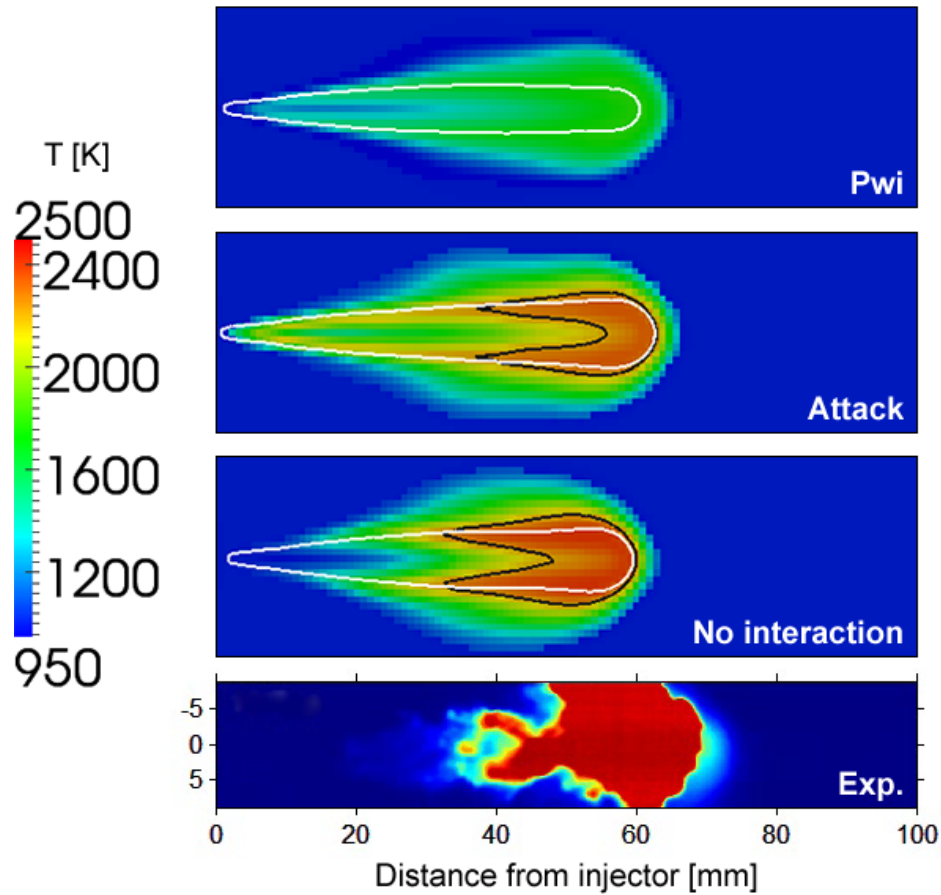 Pwi
T [K]
2500
2400
2000
1600
1200
950
Attack
No interaction
-5
0
5
Exp.
0 20 40 60 80 100
Distance from injector [mm]